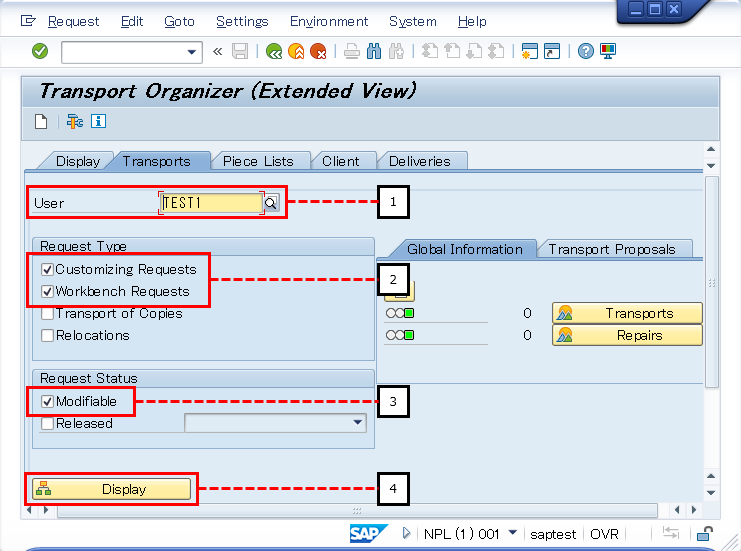 Request Edit Goto Settings Environment System Help
Transport Organizer (Extended View)
Display Transports Piece Lists Client Deliveries
User TEST1 1
Request Type
Global Information Transport Proposals
Customizing Requests
2
Workbench Requests
Transport of Copies 0 Transports
Relocations 0 Repairs
Request Status
Modifiable 3
Released
Display 4
SAP NPL (1) 001 saptest OVR